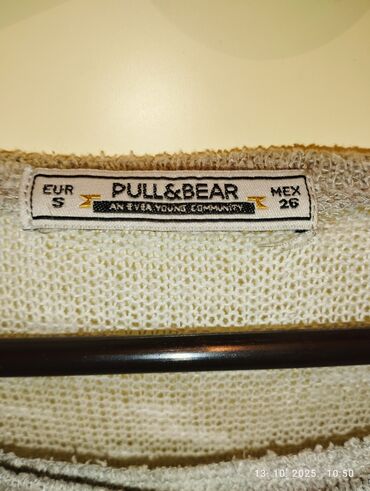 EUR
S
PULL&BEAR
AN EVER YOUNG COMMUNITY
MEX
26
13.10.2025. 10:50